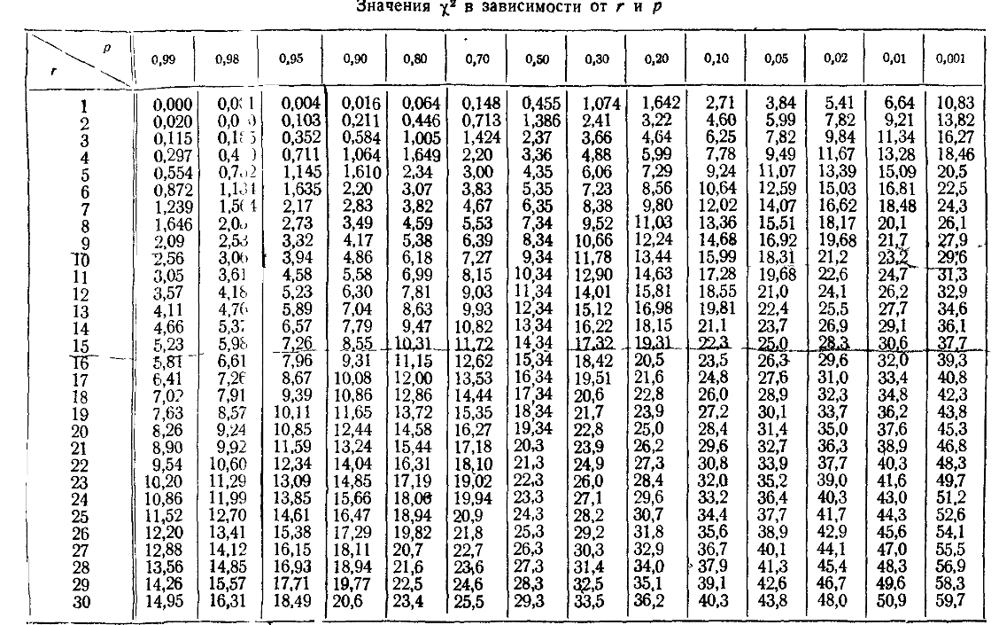 Значения χ² в зависимости от r и p
r p 0,99 0,98 0,95 0,90 0,80 0,70 0,50 0,30 0,20 0,10 0,05 0,02 0,01 0,001
1 0,000 0,004 0,016 0,064 0,148 0,455 1,074 1,642 2,71 3,84 5,41 6,64 10,83
2 0,020 0,103 0,211 0,446 0,713 1,386 2,41 3,22 4,60 5,99 7,82 9,21 13,82
3 0,115 0,352 0,584 1,005 1,424 2,37 3,66 4,64 6,25 7,82 9,84 11,34 16,27
4 0,297 0,711 1,064 1,649 2,20 3,36 4,88 5,99 7,78 9,49 11,67 13,28 18,46
5 0,554 1,145 1,610 2,34 3,00 4,35 6,06 7,29 9,24 11,07 13,39 15,09 20,5
6 0,872 1,134 1,635 2,20 3,07 3,83 5,35 7,23 8,56 10,64 12,59 15,03 16,81 22,5
7 1,239 2,17 2,83 3,82 4,67 6,35 8,38 9,80 12,02 14,07 16,62 18,48 24,3
8 1,646 2,73 3,49 4,59 5,53 7,34 9,52 11,03 13,36 15,51 18,17 20,1 26,1
9 2,09 2,53 3,32 4,17 5,38 6,39 8,34 10,66 12,24 14,68 16,92 19,68 21,7 27,9
10 2,56 3,06 3,94 4,86 6,18 7,27 9,34 11,78 13,44 15,99 18,31 21,2 23,2 29,6
11 3,05 3,61 4,58 5,58 6,99 8,15 10,34 12,90 14,63 17,28 19,68 22,6 24,7 31,3
12 3,57 4,18 5,23 6,30 7,81 9,03 11,34 14,01 15,81 18,55 21,0 24,1 26,2 32,9
13 4,11 4,76 5,89 7,04 8,63 9,93 12,34 15,12 16,98 19,81 22,4 25,5 27,7 34,6
14 4,66 5,37 6,57 7,79 9,47 10,82 13,34 16,22 18,15 21,1 23,7 26,9 29,1 36,1
15 5,23 5,98 7,26 8,55 10,31 11,72 14,34 17,32 19,31 22,3 25,0 28,3 30,6 37,7
16 5,81 6,61 7,96 9,31 11,15 12,62 15,34 18,42 20,5 23,5 26,3 29,6 32,0 39,3
17 6,41 7,26 8,67 10,08 12,00 13,53 16,34 19,51 21,6 24,8 27,6 31,0 33,4 40,8
18 7,02 7,91 9,39 10,86 12,86 14,44 17,34 20,6 22,8 26,0 28,9 32,3 34,8 42,3
19 7,63 8,57 10,11 11,65 13,72 15,35 18,34 21,7 23,9 27,2 30,1 33,7 36,2 43,8
20 8,26 9,24 10,85 12,44 14,58 16,27 19,34 22,8 25,0 28,4 31,4 35,0 37,6 45,3
21 8,90 9,92 11,59 13,24 15,44 17,18 20,3 23,9 26,2 29,6 32,7 36,3 38,9 46,8
22 9,54 10,60 12,34 14,04 16,31 18,10 21,3 24,9 27,3 30,8 33,9 37,7 40,3 48,3
23 10,20 11,29 13,09 14,85 17,19 19,02 22,3 26,0 28,4 32,0 35,2 39,0 41,6 49,7
24 10,86 11,99 13,85 15,66 18,06 19,94 23,3 27,1 29,6 33,2 36,4 40,3 43,0 51,2
25 11,52 12,70 14,61 16,47 18,94 20,9 24,3 28,2 30,7 34,4 37,7 41,7 44,3 52,6
26 12,20 13,41 15,38 17,29 19,82 21,8 25,3 29,2 31,8 35,6 38,9 42,9 45,6 54,1
27 12,88 14,12 16,15 18,11 20,7 22,7 26,3 30,3 32,9 36,7 40,1 44,1 47,0 55,5
28 13,56 14,85 16,93 18,94 21,6 23,6 27,3 31,4 34,0 37,9 41,3 45,4 48,3 56,9
29 14,26 15,57 17,71 19,77 22,5 24,6 28,3 32,5 35,1 39,1 42,6 46,7 49,6 58,3
30 14,95 16,31 18,49 20,6 23,4 25,5 29,3 33,5 36,2 40,3 43,8 48,0 50,9 59,7